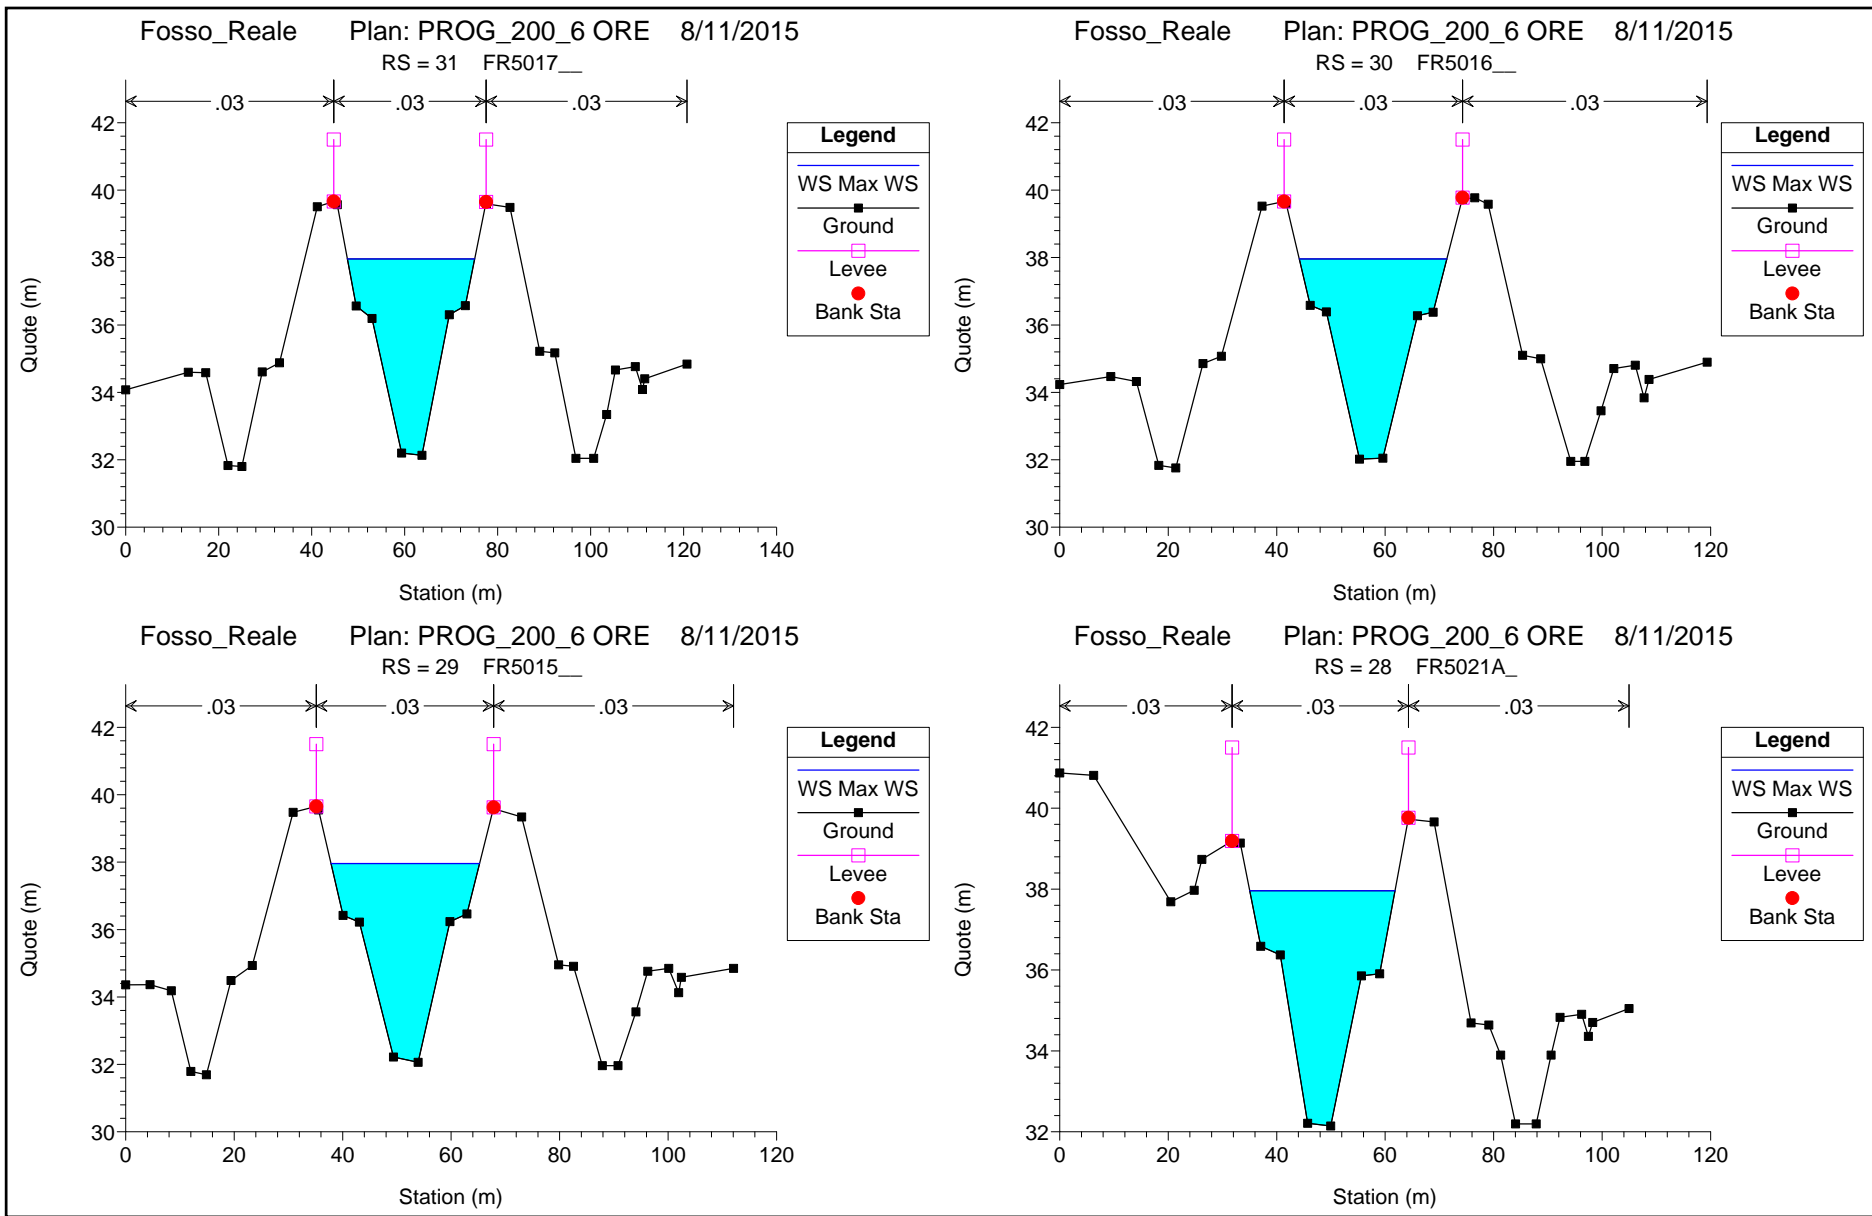 Fosso_Reale Plan: PROG_200_6 ORE 8/11/2015
RS = 31 FR5017__
.03 .03 .03
42
40
38
36
34
32
30
Quote (m)
0 20 40 60 80 100 120 140
Station (m)
Legend
WS Max WS
Ground
Levee
Bank Sta
Fosso_Reale Plan: PROG_200_6 ORE 8/11/2015
RS = 30 FR5016__
.03 .03 .03
42
40
38
36
34
32
30
Quote (m)
0 20 40 60 80 100 120
Station (m)
Legend
WS Max WS
Ground
Levee
Bank Sta
Fosso_Reale Plan: PROG_200_6 ORE 8/11/2015
RS = 29 FR5015__
.03 .03 .03
42
40
38
36
34
32
30
Quote (m)
0 20 40 60 80 100 120
Station (m)
Legend
WS Max WS
Ground
Levee
Bank Sta
Fosso_Reale Plan: PROG_200_6 ORE 8/11/2015
RS = 28 FR5021A_
.03 .03 .03
42
40
38
36
34
32
Quote (m)
0 20 40 60 80 100 120
Station (m)
Legend
WS Max WS
Ground
Levee
Bank Sta